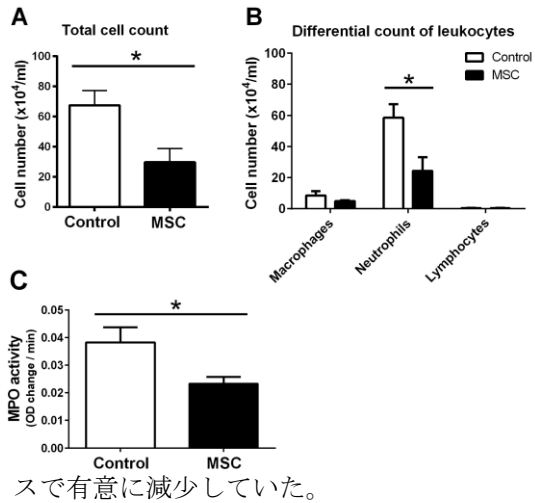 A
Total cell count
*
Cell number (x10⁴/ml)
100
80
60
40
20
0
Control
MSC
B
Differential count of leukocytes
Control
MSC
*
Cell number (x10⁴/ml)
100
80
60
40
20
0
Macrophages
Neutrophils
Lymphocytes
C
*
MPO activity
(OD change / min)
0.05
0.04
0.03
0.02
0.01
0.00
Control
MSC
スで有意に減少していた。